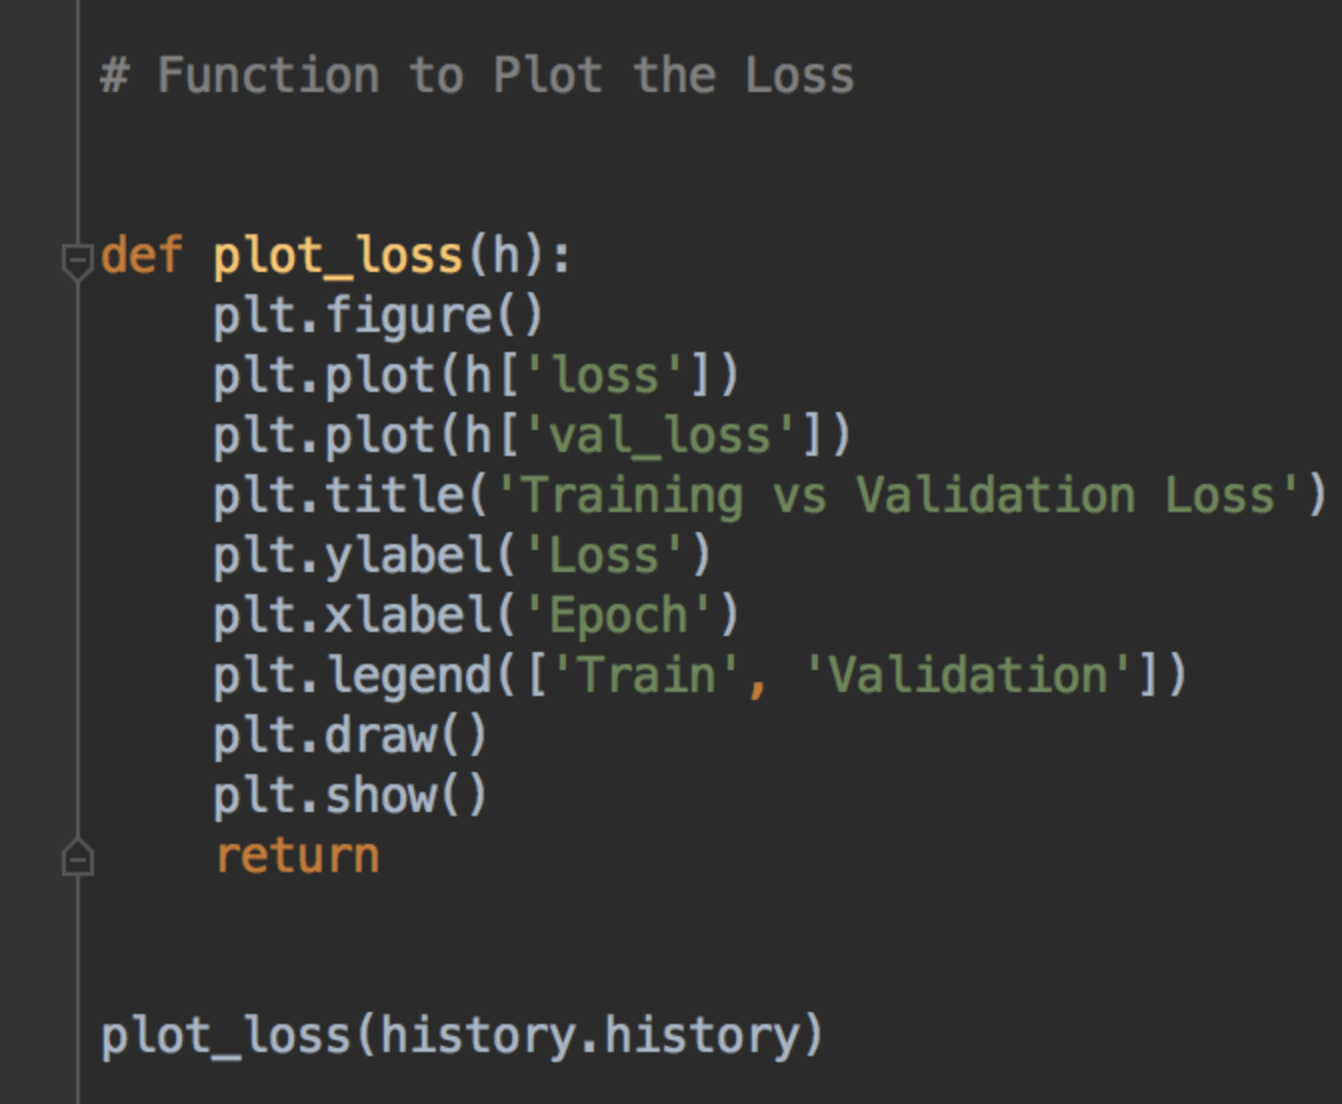 # Function to Plot the Loss
def plot_loss(h):
    plt.figure()
    plt.plot(h['loss'])
    plt.plot(h['val_loss'])
    plt.title('Training vs Validation Loss')
    plt.ylabel('Loss')
    plt.xlabel('Epoch')
    plt.legend(['Train', 'Validation'])
    plt.draw()
    plt.show()
    return
plot_loss(history.history)